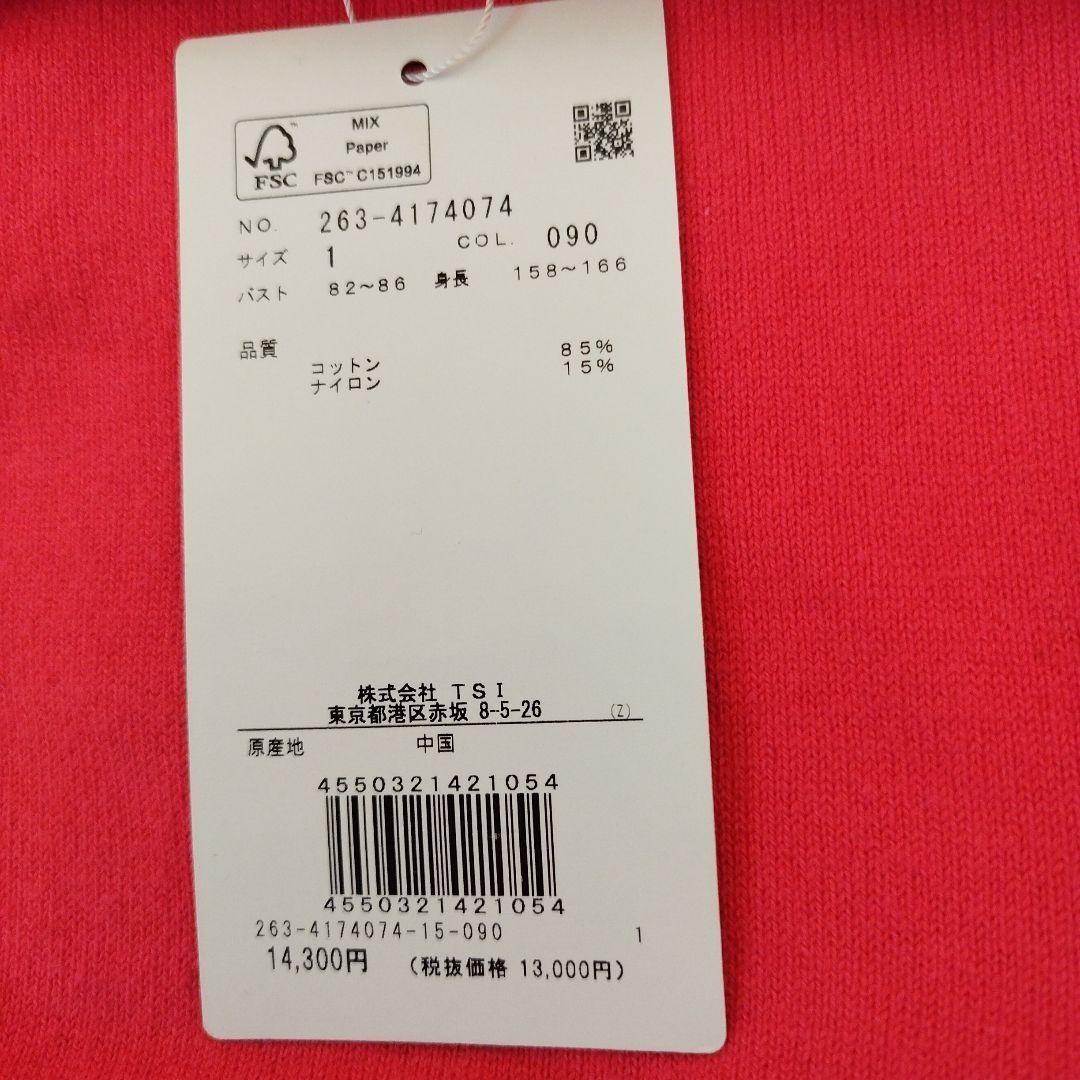 MIX
Paper
FSC™ C151994
FSC™
NO. 263-4174074
サイズ 1 COL. 090
バスト 82～86 身長 158～166
品質
コットン 85%
ナイロン 15%
株式会社 TSI
東京都港区赤坂 8-5-26 (Z)
原産地 中国
4550321421054
4550321421054
263-4174074-15-090 1
14,300円 (税抜価格 13,000円)